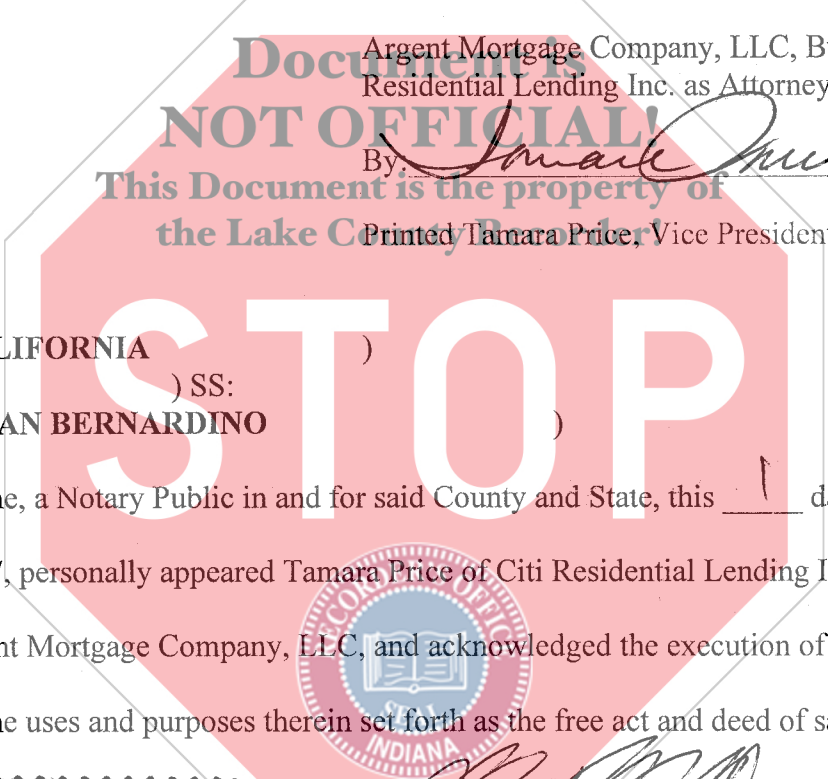 Document is
Argent Mortgage Company, LLC, B
Residential Lending Inc. as Attorney
NOT OFFICIAL!
By:
This Document is the property of
the Lake County Recorder!
Printed Tamara Price, Vice President
STOP
LIFORNIA )
) SS:
AN BERNARDINO )
ne, a Notary Public in and for said County and State, this 1 d
, personally appeared Tamara Price of Citi Residential Lending I
nt Mortgage Company, LLC, and acknowledged the execution of
ne uses and purposes therein set forth as the free act and deed of sa
RECORDER'S OFFICE
SEAL
INDIANA